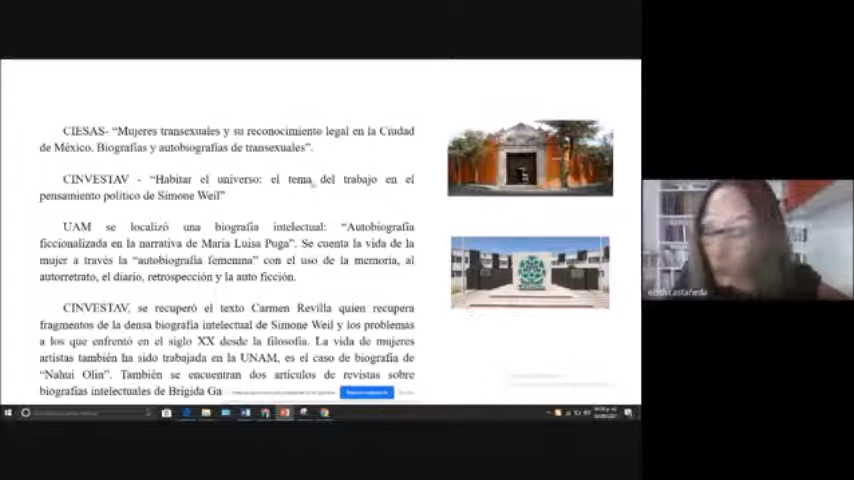 CIESAS- “Mujeres transexuales y su reconocimiento legal en la Ciudad
de México. Biografías y autobiografías de transexuales”.
CINVESTAV - “Habitar el universo: el tema del trabajo en el
pensamiento político de Simone Weil”
UAM se localizó una biografía intelectual: “Autobiografía
ficcionalizada en la narrativa de María Luisa Puga”. Se cuenta la vida de la
mujer a través la “autobiografía femenina” con el uso de la memoria, al
autorretrato, el diario, retrospección y la auto ficción.
CINVESTAV, se recuperó el texto Carmen Revilla quien recupera
fragmentos de la densa biografía intelectual de Simone Weil y los problemas
a los que enfrentó en el siglo XX desde la filosofía. La vida de mujeres
artistas también ha sido trabajada en la UNAM, es el caso de biografía de
“Nahui Olin”. También se encuentran dos artículos de revistas sobre
biografías intelectuales de Brígida Ga
castañeda